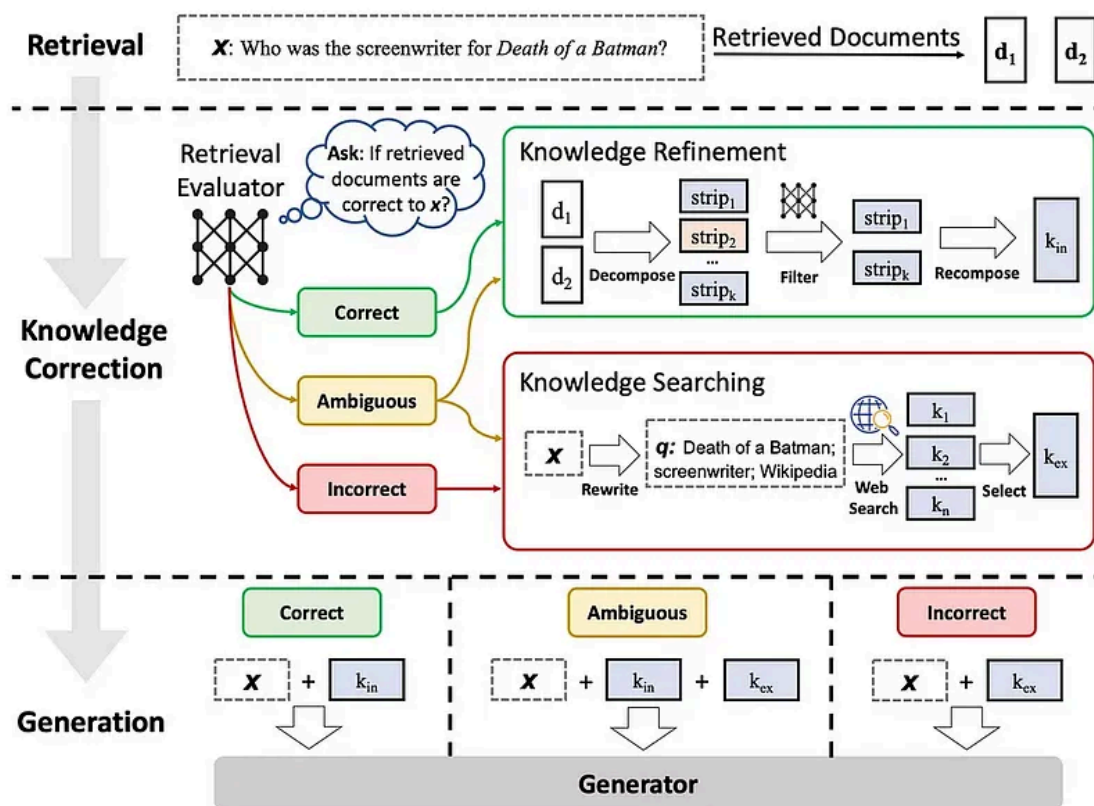 Retrieval
x: Who was the screenwriter for Death of a Batman?
Retrieved Documents
d1
d2
Retrieval
Evaluator
Ask: If retrieved
documents are
correct to x?
Knowledge
Correction
Correct
Ambiguous
Incorrect
Knowledge Refinement
d1
d2
Decompose
strip1
strip2
...
stripk
Filter
strip1
stripk
Recompose
kin
Knowledge Searching
x
Rewrite
q: Death of a Batman;
screenwriter; Wikipedia
Web
Search
k1
k2
...
kn
Select
kex
Generation
Correct
x + kin
Ambiguous
x + kin + kex
Incorrect
x + kex
Generator